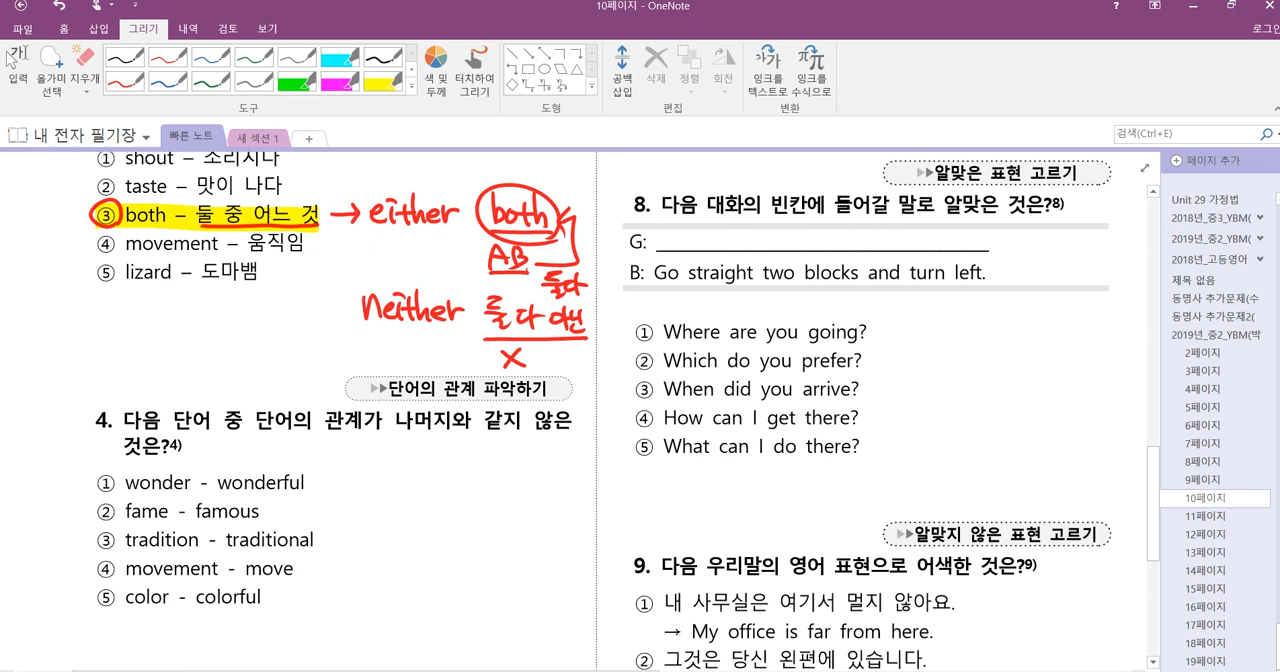 10페이지 - OneNote
파일 홈 삽입 그리기 내역 검토 보기
입력
올가미 선택
지우개
색 및 두께
터치하여 그리기
공백 삽입
삭제
정렬
회전
잉크를 텍스트로
잉크를 수식으로
도구
도형
편집
변환
내 전자 필기장
빠른 노트
새 섹션 1
+
검색(Ctrl+E)
① shout – 소리치다
② taste – 맛이 나다
③ both – 둘 중 어느 것 → either both
④ movement – 움직임
AB
⑤ lizard – 도마뱀
둘다
Neither 둘 다 아닌
X
▶▶단어의 관계 파악하기
4. 다음 단어 중 단어의 관계가 나머지와 같지 않은
것은?4)
① wonder - wonderful
② fame - famous
③ tradition - traditional
④ movement - move
⑤ color - colorful
▶▶알맞은 표현 고르기
8. 다음 대화의 빈칸에 들어갈 말로 알맞은 것은?8)
G: ________________________________
B: Go straight two blocks and turn left.
① Where are you going?
② Which do you prefer?
③ When did you arrive?
④ How can I get there?
⑤ What can I do there?
▶▶알맞지 않은 표현 고르기
9. 다음 우리말의 영어 표현으로 어색한 것은?9)
① 내 사무실은 여기서 멀지 않아요.
→ My office is far from here.
② 그것은 당신 왼편에 있습니다.
페이지 추가
Unit 29 가정법
2018년_중3_YBM(
2019년_중2_YBM(
2018년_고등영어
제목 없음
동명사 추가문제(수
동명사 추가문제2(
2019년_중2_YBM(박
2페이지
3페이지
4페이지
5페이지
6페이지
7페이지
8페이지
9페이지
10페이지
11페이지
12페이지
13페이지
14페이지
15페이지
16페이지
17페이지
18페이지
19페이지